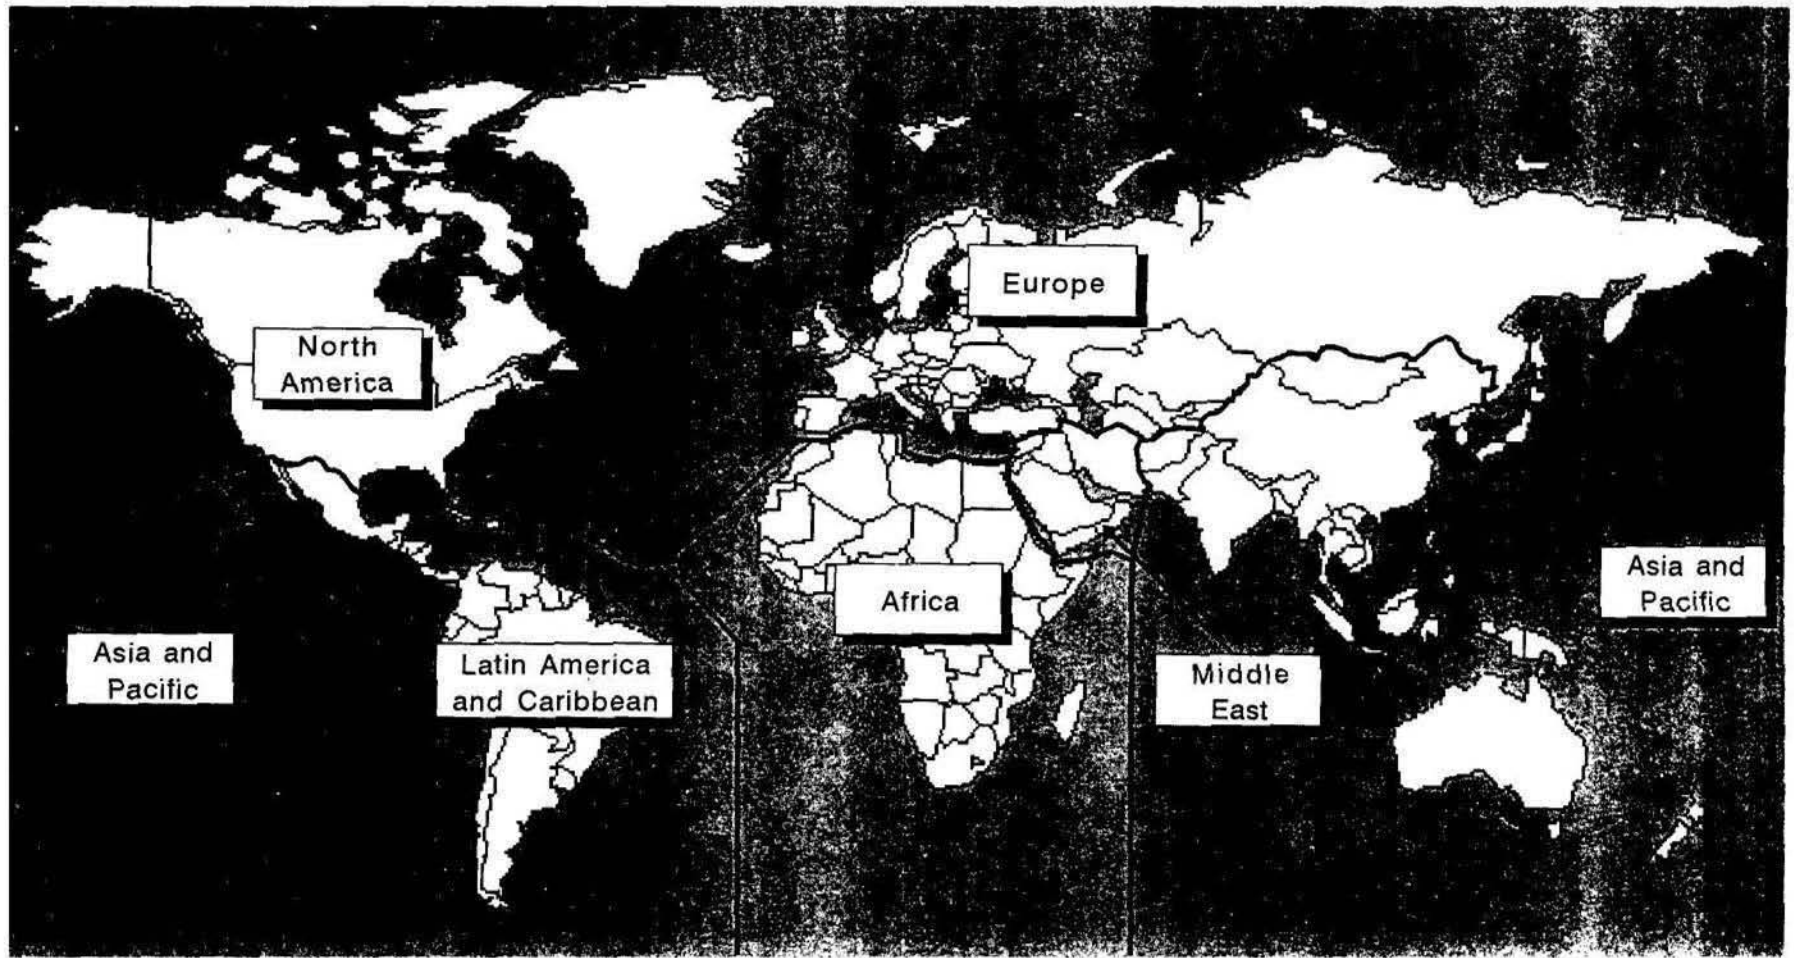 North
America
Europe
Africa
Asia and
Pacific
Asia and
Pacific
Latin America
and Caribbean
Middle
East